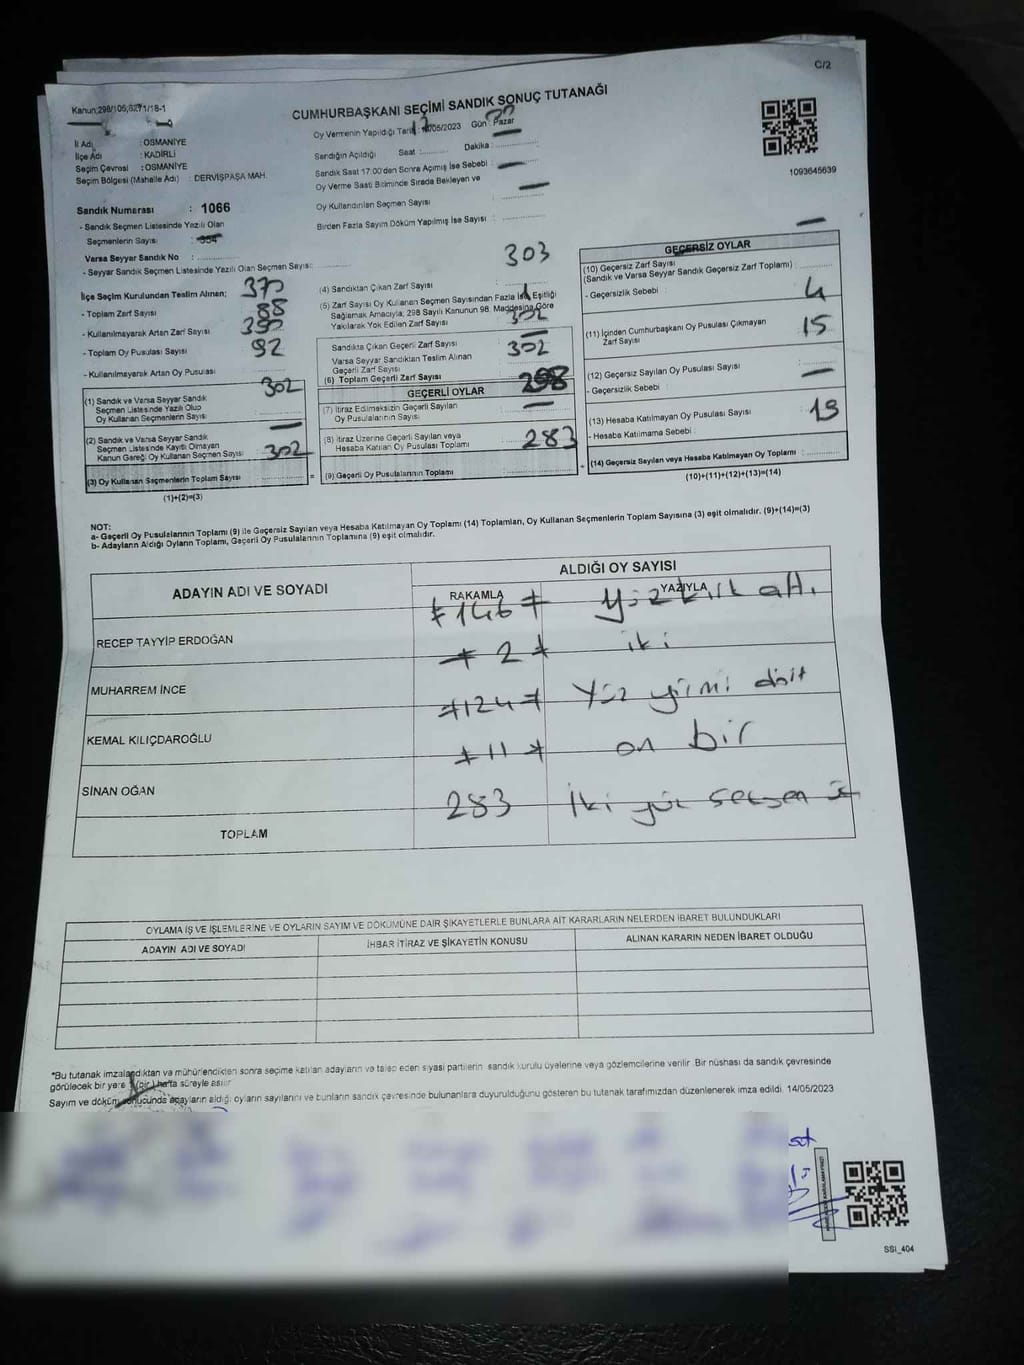 C/2
Kanun:298/105,6271/18-1
CUMHURBAŞKANI SEÇİMİ SANDIK SONUÇ TUTANAĞI
İl Adı : OSMANİYE
İlçe Adı : KADİRLİ
Seçim Çevresi : OSMANİYE
Seçim Bölgesi (Mahalle Adı) : DERVİŞPAŞA MAH.
Sandık Numarası : 1066
- Sandık Seçmen Listesinde Yazılı Olan
Seçmenlerin Sayısı : 354
Varsa Seyyar Sandık No :
- Seyyar Sandık Seçmen Listesinde Yazılı Olan Seçmen Sayısı:
İlçe Seçim Kurulundan Teslim Alınan; 370
- Toplam Zarf Sayısı 88
- Kullanılmayarak Artan Zarf Sayısı
- Toplam Oy Pusulası Sayısı 92
- Kullanılmayarak Artan Oy Pusulası
302
(1) Sandık ve Varsa Seyyar Sandık
Seçmen Listesinde Yazılı Olup
Oy Kullanan Seçmenlerin Sayısı
(2) Sandık ve Varsa Seyyar Sandık
Seçmen Listesinde Kayıtlı Olmayan
Kanun Gereği Oy Kullanan Seçmen Sayısı 302
(3) Oy Kullanan Seçmenlerin Toplam Sayısı
(1)+(2)=(3)
Oy Vermenin Yapıldığı Tarih /05/2023 Gün : Pazar
Sandığın Açıldığı Saat : Dakika :
Sandık Saat 17:00'den Sonra Açılmış İse Sebebi :
Oy Verme Saati Bitiminde Sırada Bekleyen ve
Oy Kullandırılan Seçmen Sayısı :
Birden Fazla Sayım Döküm Yapılmış İse Sayısı :
303
(4) Sandıktan Çıkan Zarf Sayısı
(5) Zarf Sayısı Oy Kullanan Seçmen Sayısından Fazla İse, Eşitliği
Sağlamak Amacıyla, 298 Sayılı Kanunun 98. Maddesine Göre
Yakılarak Yok Edilen Zarf Sayısı 302
Sandıkta Çıkan Geçerli Zarf Sayısı
Varsa Seyyar Sandıktan Teslim Alınan 302
Geçerli Zarf Sayısı
(6) Toplam Geçerli Zarf Sayısı
GEÇERLİ OYLAR
(7) İtiraz Edilmeksizin Geçerli Sayılan
Oy Pusulalarının Sayısı
(8) İtiraz Üzerine Geçerli Sayılan veya
Hesaba Katılan Oy Pusulası Toplamı 283
(9) Geçerli Oy Pusulalarının Toplamı
1093645639
GEÇERSİZ OYLAR
(10) Geçersiz Zarf Sayısı
(Sandık ve Varsa Seyyar Sandık Geçersiz Zarf Toplamı) :
- Geçersizlik Sebebi : 4
(11) İçinden Cumhurbaşkanı Oy Pusulası Çıkmayan
Zarf Sayısı 15
(12) Geçersiz Sayılan Oy Pusulası Sayısı
- Geçersizlik Sebebi :
(13) Hesaba Katılmayan Oy Pusulası Sayısı 19
- Hesaba Katılmama Sebebi :
(14) Geçersiz Sayılan veya Hesaba Katılmayan Oy Toplamı :
(10)+(11)+(12)+(13)=(14)
NOT:
a- Geçerli Oy Pusulalarının Toplamı (9) ile Geçersiz Sayılan veya Hesaba Katılmayan Oy Toplamı (14) Toplamları, Oy Kullanan Seçmenlerin Toplam Sayısına (3) eşit olmalıdır. (9)+(14)=(3)
b- Adayların Aldığı Oyların Toplamı, Geçerli Oy Pusulalarının Toplamına (9) eşit olmalıdır.
ADAYIN ADI VE SOYADI
ALDIĞI OY SAYISI
RAKAMLA YAZIYLA
146 yüz kırk altı
RECEP TAYYİP ERDOĞAN
2 iki
MUHARREM İNCE
124 Yüz yirmi dört
KEMAL KILIÇDAROĞLU
11 on bir
SİNAN OĞAN
283 İki yüz seksen üç
TOPLAM
OYLAMA İŞ VE İŞLEMLERİNE VE OYLARIN SAYIM VE DÖKÜMÜNE DAİR ŞİKAYETLERLE BUNLARA AİT KARARLARIN NELERDEN İBARET BULUNDUKLARI
ADAYIN ADI VE SOYADI İHBAR İTİRAZ VE ŞİKAYETİN KONUSU ALINAN KARARIN NEDEN İBARET OLDUĞU
*Bu tutanak imzalandıktan ve mühürlendikten sonra seçime katılan adayların ve talep eden siyasi partilerin sandık kurulu üyelerine veya gözlemcilerine verilir. Bir nüshası da sandık çevresinde
görülecek bir yere 1 (bir) hafta süreyle asılır
Sayım ve döküm sonucunda adayların aldığı oyların sayılarını ve bunların sandık çevresinde bulunanlara duyurulduğunu gösteren bu tutanak tarafımızdan düzenlenerek imza edildi. 14/05/2023
SSI_404